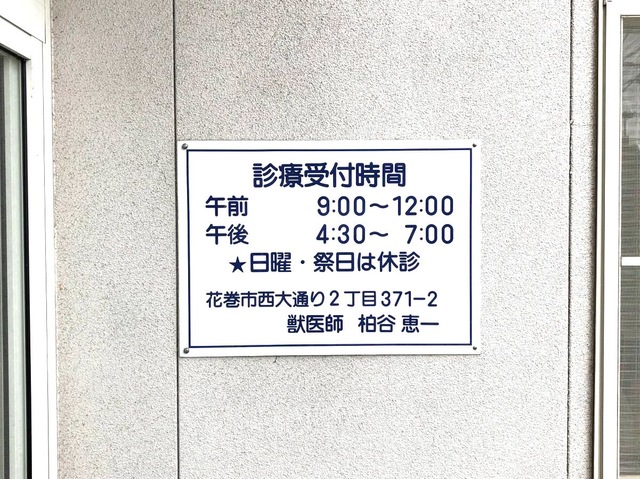 診療受付時間
午前 9:00～12:00
午後 4:30～ 7:00
★日曜・祭日は休診
花巻市西大通り2丁目371-2
獣医師 柏谷 恵一